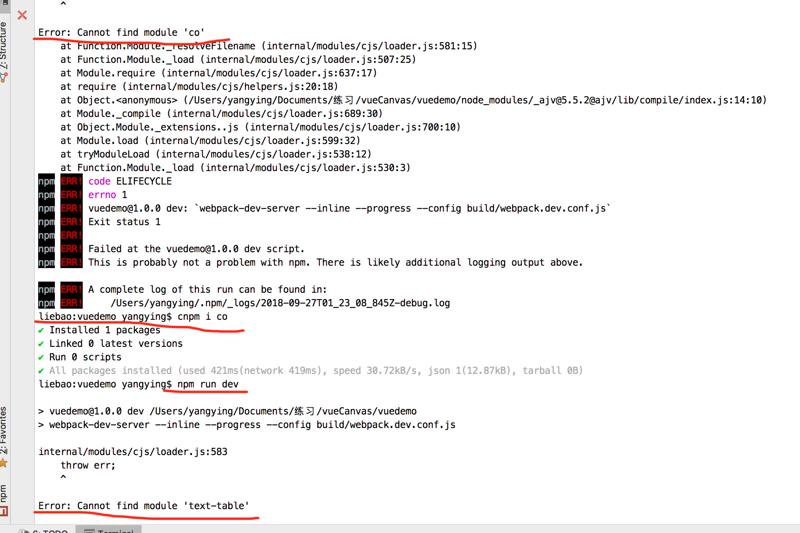 ^
Error: Cannot find module 'co'
at Function.Module._resolveFilename (internal/modules/cjs/loader.js:581:15)
at Function.Module._load (internal/modules/cjs/loader.js:507:25)
at Module.require (internal/modules/cjs/loader.js:637:17)
at require (internal/modules/cjs/helpers.js:20:18)
at Object.<anonymous> (/Users/yangying/Documents/练习/vueCanvas/vuedemo/node_modules/_ajv@5.5.2@ajv/lib/compile/index.js:14:10)
at Module._compile (internal/modules/cjs/loader.js:689:30)
at Object.Module._extensions..js (internal/modules/cjs/loader.js:700:10)
at Module.load (internal/modules/cjs/loader.js:599:32)
at tryModuleLoad (internal/modules/cjs/loader.js:538:12)
at Function.Module._load (internal/modules/cjs/loader.js:530:3)
npm ERR! code ELIFECYCLE
npm ERR! errno 1
npm ERR! vuedemo@1.0.0 dev: `webpack-dev-server --inline --progress --config build/webpack.dev.conf.js`
npm ERR! Exit status 1
npm ERR!
npm ERR! Failed at the vuedemo@1.0.0 dev script.
npm ERR! This is probably not a problem with npm. There is likely additional logging output above.
npm ERR! A complete log of this run can be found in:
npm ERR! /Users/yangying/.npm/_logs/2018-09-27T01_23_08_845Z-debug.log
liebao:vuedemo yangying$ cnpm i co
✔ Installed 1 packages
✔ Linked 0 latest versions
✔ Run 0 scripts
✔ All packages installed (used 421ms(network 419ms), speed 30.72kB/s, json 1(12.87kB), tarball 0B)
liebao:vuedemo yangying$ npm run dev
> vuedemo@1.0.0 dev /Users/yangying/Documents/练习/vueCanvas/vuedemo
> webpack-dev-server --inline --progress --config build/webpack.dev.conf.js
internal/modules/cjs/loader.js:583
throw err;
^
Error: Cannot find module 'text-table'
Z: Structure
2: Favorites
npm
6: TODO
Terminal